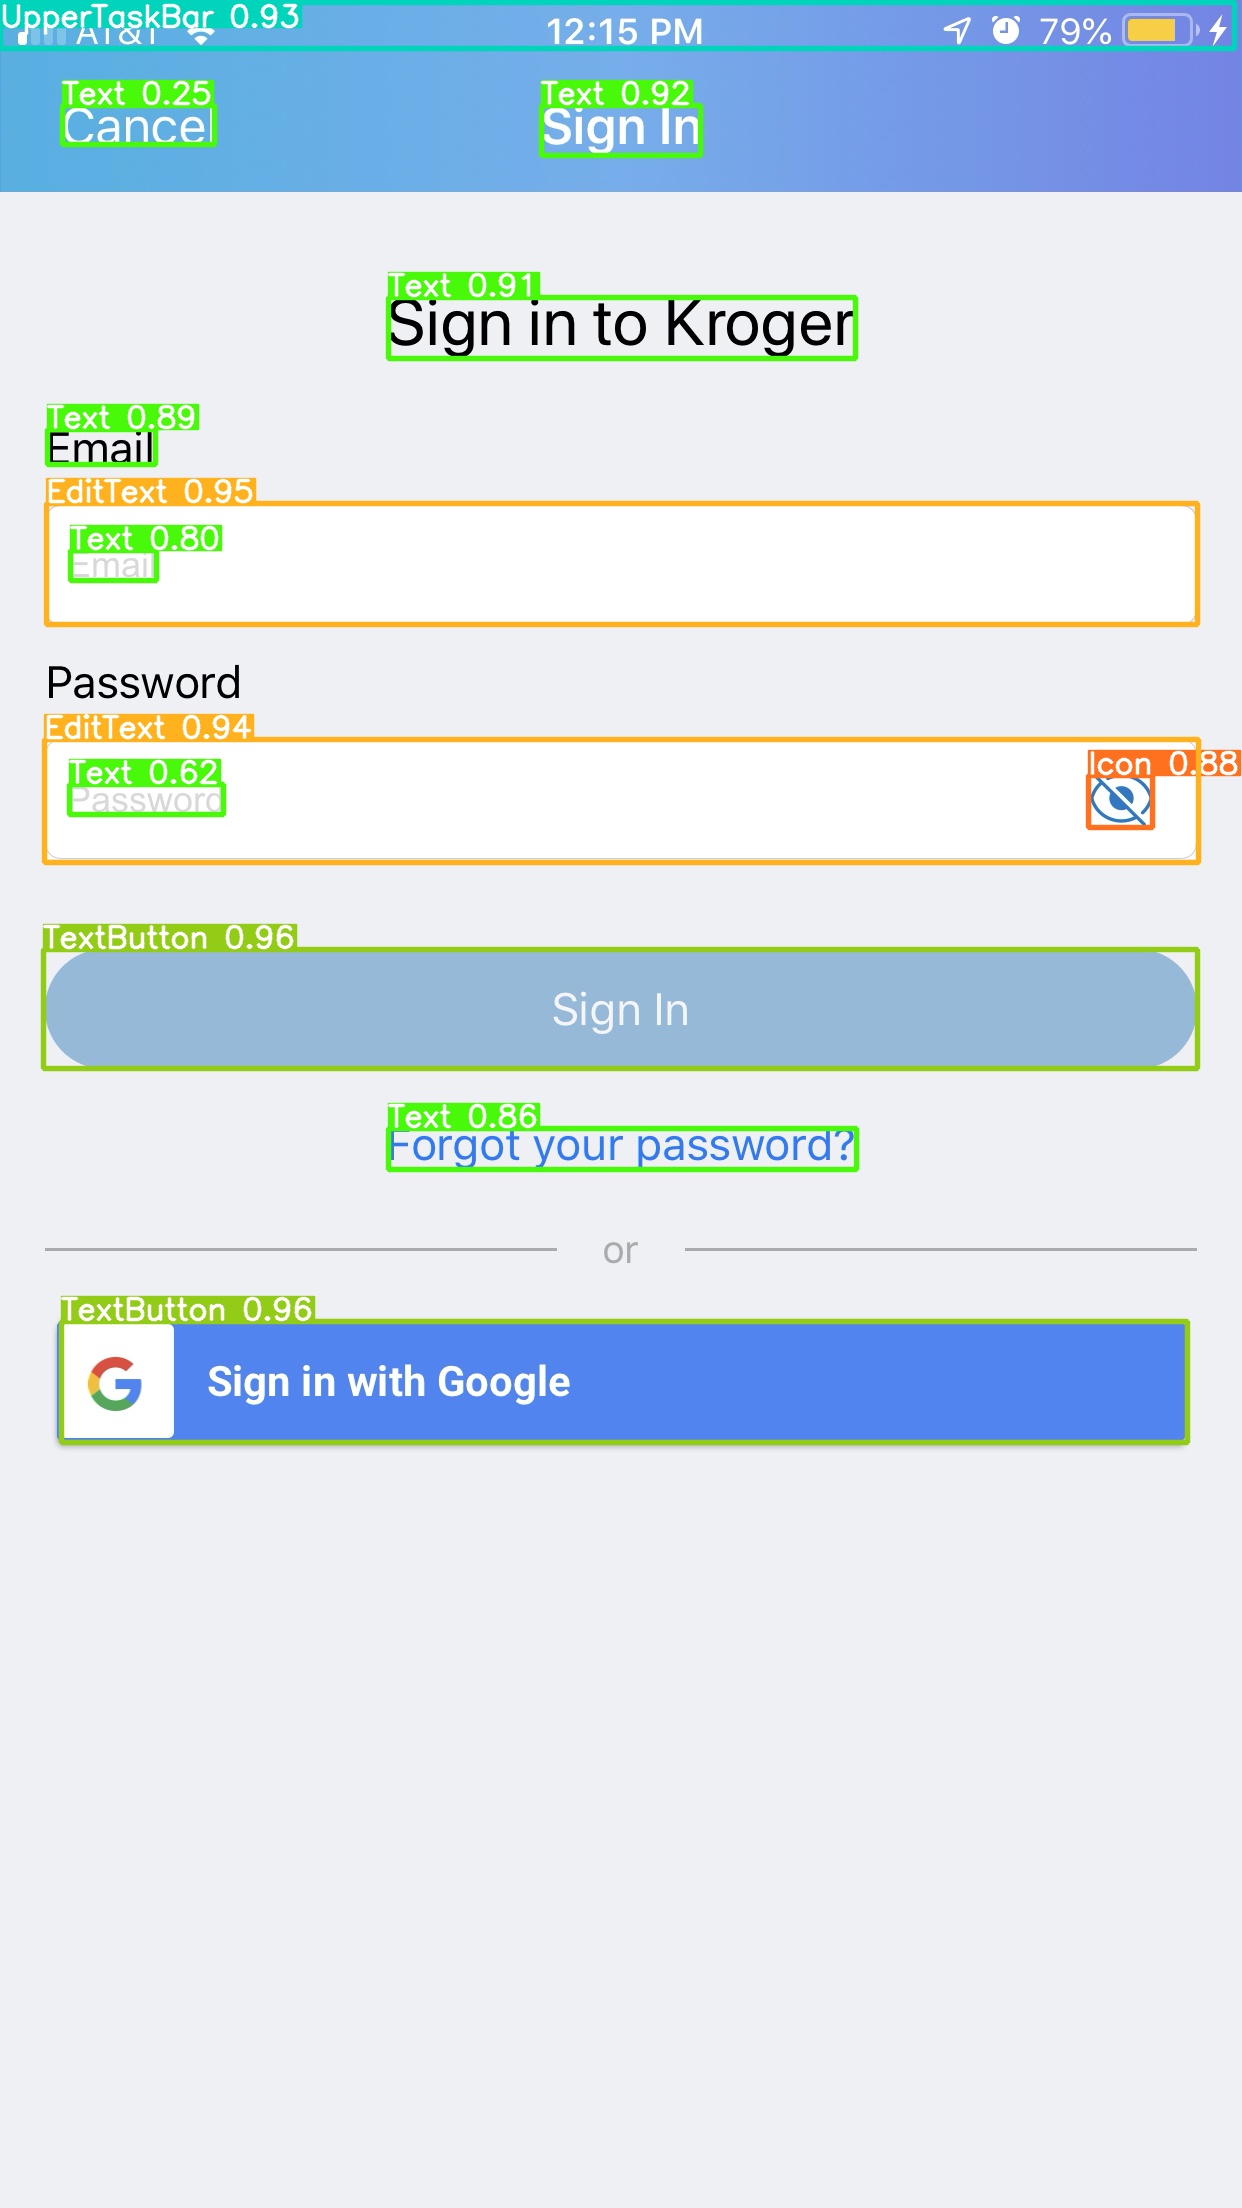 UpperTaskBar 0.93
AT&T 12:15 PM 79%
Text 0.25 Text 0.92
Cancel Sign In
Text 0.91
Sign in to Kroger
Text 0.89
Email
EditText 0.95
Text 0.80
Email
Password
EditText 0.94
Text 0.62 Icon 0.88
Password
TextButton 0.96
Sign In
Text 0.86
Forgot your password?
or
TextButton 0.96
G Sign in with Google